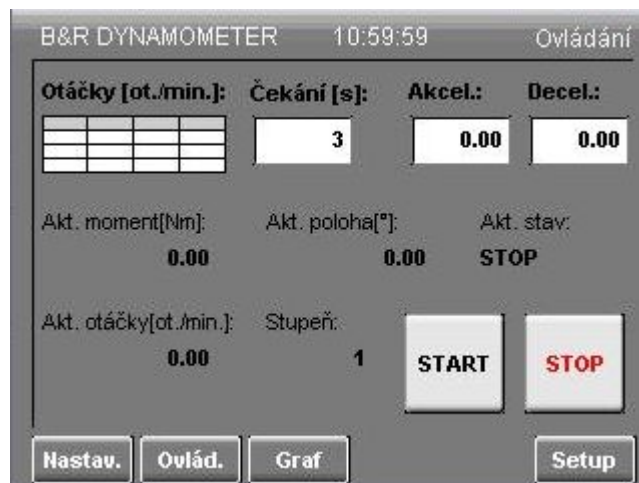 B&R DYNAMOMETER 10:59:59 Ovládání
Otáčky [ot./min.]: Čekání [s]: Akcel.: Decel.:
3 0.00 0.00
Akt. moment[Nm]: Akt. poloha[°]: Akt. stav:
0.00 0.00 STOP
Akt. otáčky[ot./min.]: Stupeň:
0.00 1 START STOP
Nastav. Ovlád. Graf Setup